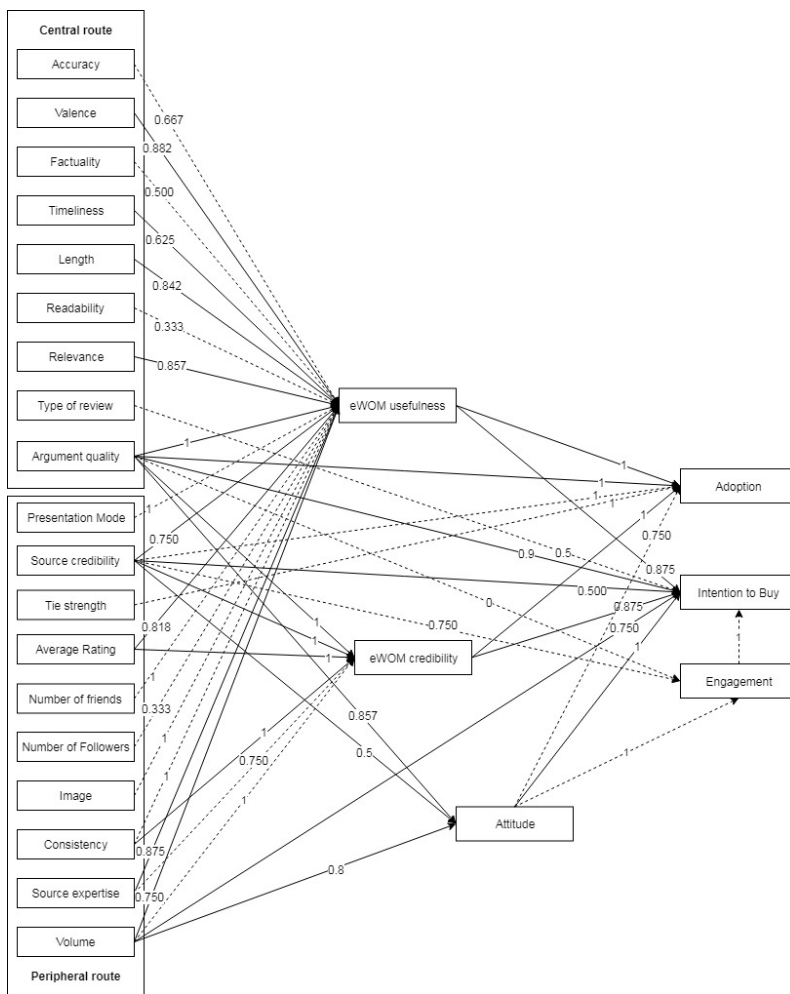 Central route
Accuracy
Valence
0.667
0.882
Factuality
0.500
Timeliness
0.625
Length
0.842
Readability
0.333
Relevance
0.857
Type of review
eWOM usefulness
Argument quality
1
1
1
Adoption
1
1
Presentation Mode
1
1
0.750
0.750
Source credibility
0.9
0.5
0.875
0.500
Intention to Buy
Tie strength
0
0.875
0.818
1
0.750
0.750
Average Rating
1
1
1
1
eWOM credibility
Engagement
1
Number of friends
0.333
0.857
1
Number of Followers
1
0.5
1
0.750
1
Image
1
Attitude
Consistency
0.875
0.8
Source expertise
0.750
Volume
Peripheral route